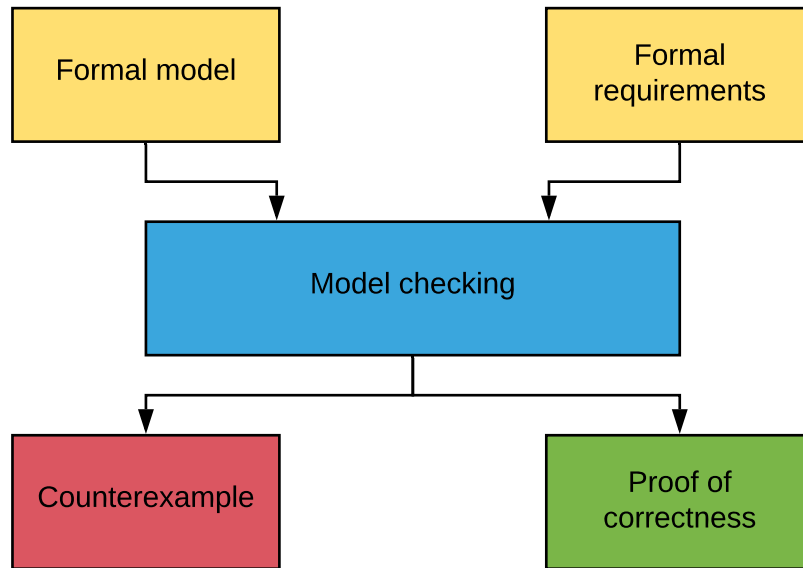 Formal model
Formal
requirements
Model checking
Counterexample
Proof of
correctness